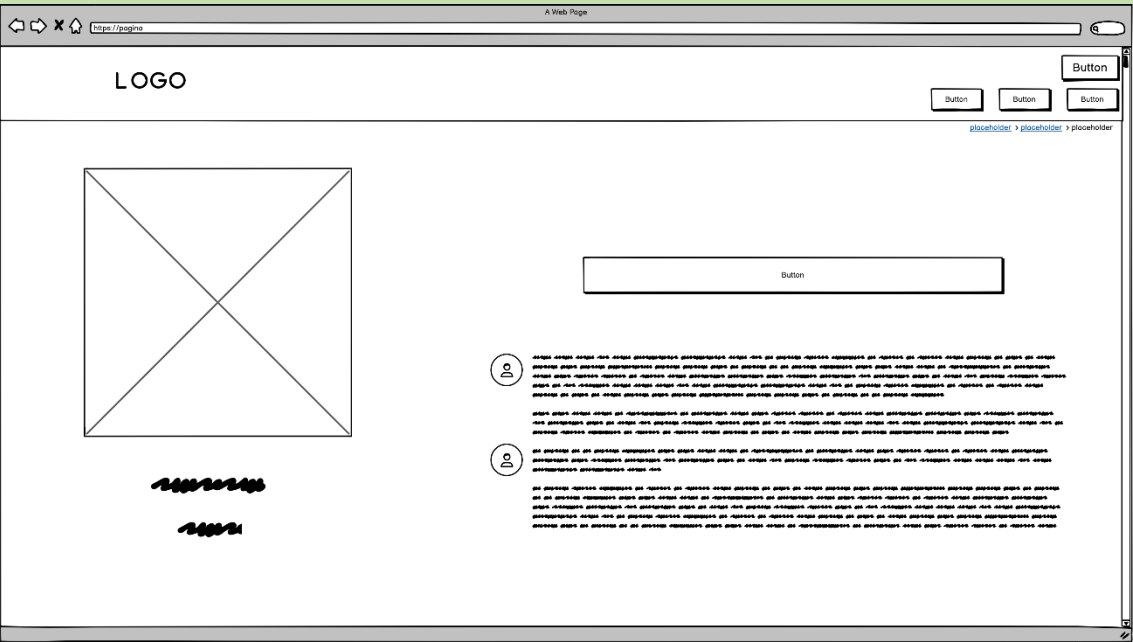 A Web Page
https://pagina
LOGO
Button
Button
Button
Button
placeholder > placeholder > placeholder
Button